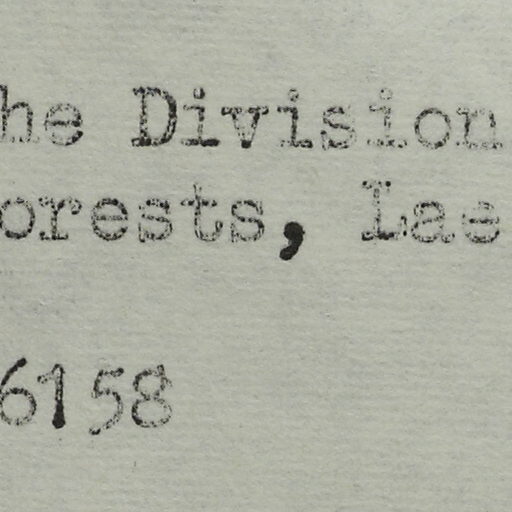 he Division
orests, Lae
6158